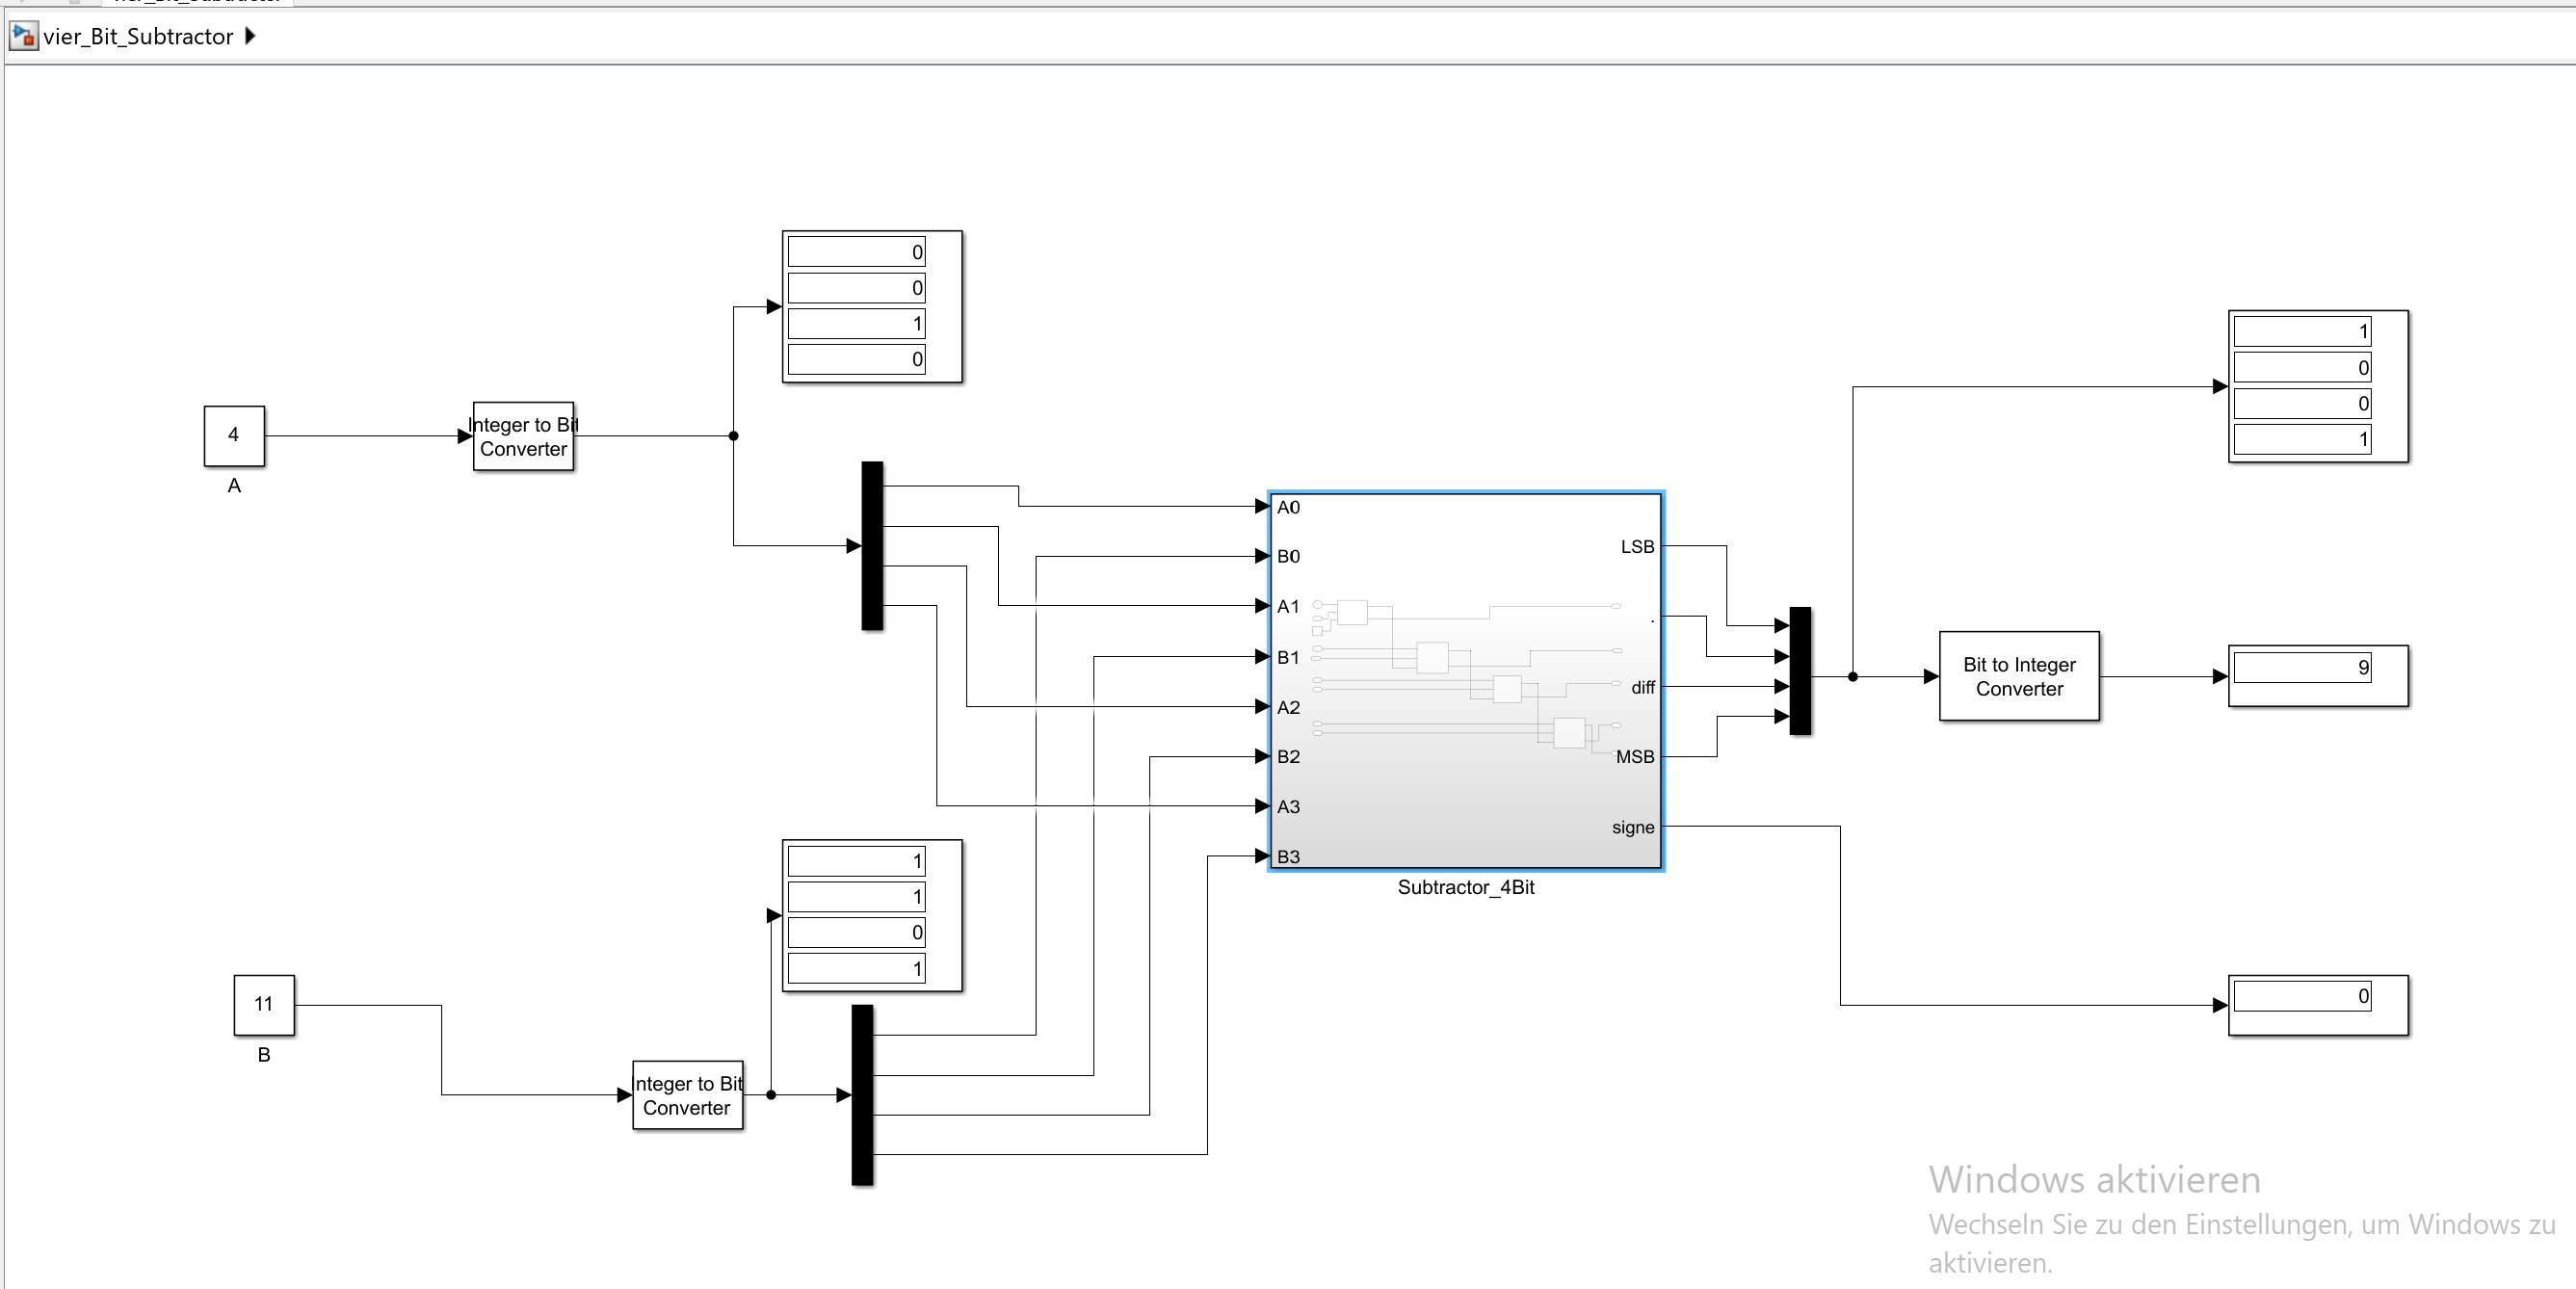 vier_Bit_Subtractor
0
0
1
0
4
A
Integer to Bit
Converter
1
1
0
1
11
B
Integer to Bit
Converter
A0
B0
A1
B1
A2
B2
A3
B3
LSB
.
diff
MSB
signe
Subtractor_4Bit
1
0
0
1
Bit to Integer
Converter
9
0
Windows aktivieren
Wechseln Sie zu den Einstellungen, um Windows zu
aktivieren.